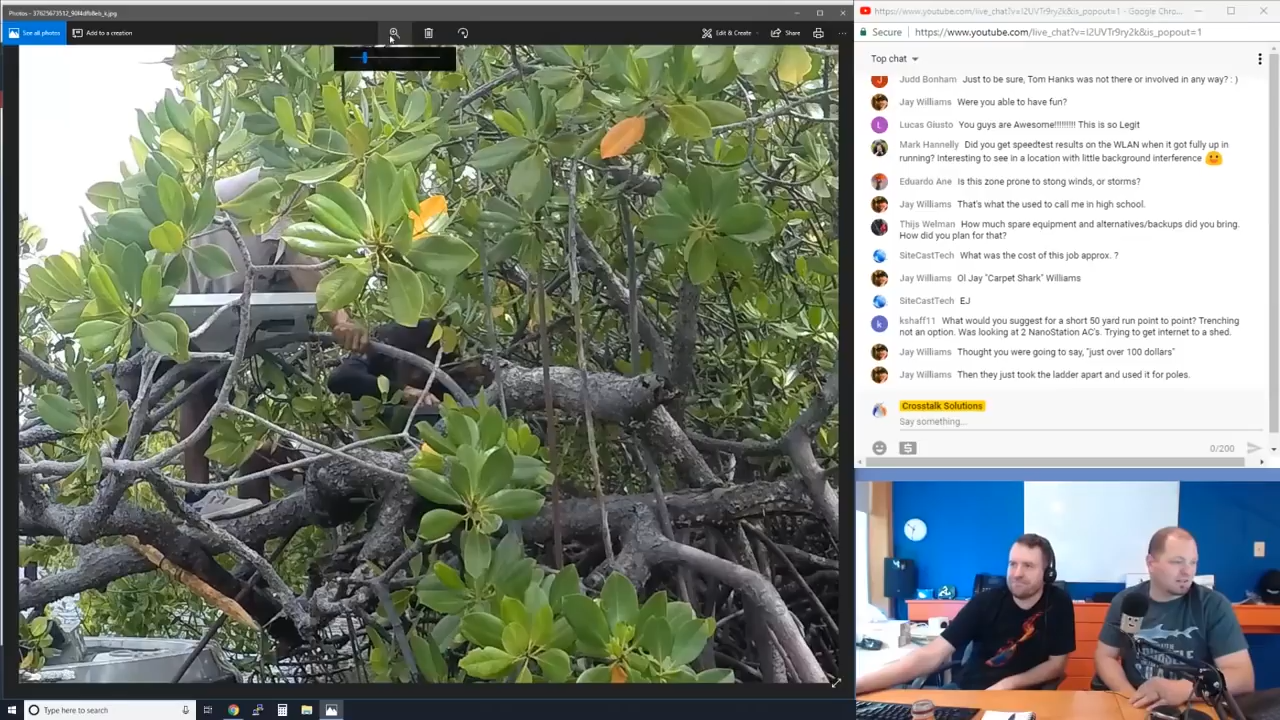 Photos - 37625673512_90f4dfb8eb_k.jpg
See all photos
Add to a creation
Edit & Create
Share
https://www.youtube.com/live_chat?v=I2UVTr9ry2k&is_popout=1 - Google Chro...
Secure
https://www.youtube.com/live_chat?v=I2UVTr9ry2k&is_popout=1
Top chat
Judd Bonham Just to be sure, Tom Hanks was not there or involved in any way? : )
Jay Williams Were you able to have fun?
Lucas Giusto You guys are Awesome!!!!!!!!! This is so Legit
Mark Hannelly Did you get speedtest results on the WLAN when it got fully up in
running? Interesting to see in a location with little background interference
Eduardo Ane Is this zone prone to stong winds, or storms?
Jay Williams That's what the used to call me in high school.
Thijs Welman How much spare equipment and alternatives/backups did you bring.
How did you plan for that?
SiteCastTech What was the cost of this job approx. ?
Jay Williams Ol Jay "Carpet Shark" Williams
SiteCastTech EJ
kshaff11 What would you suggest for a short 50 yard run point to point? Trenching
not an option. Was looking at 2 NanoStation AC's. Trying to get internet to a shed.
Jay Williams Thought you were going to say, "just over 100 dollars"
Jay Williams Then they just took the ladder apart and used it for poles.
Crosstalk Solutions
Say something...
0/200
Type here to search